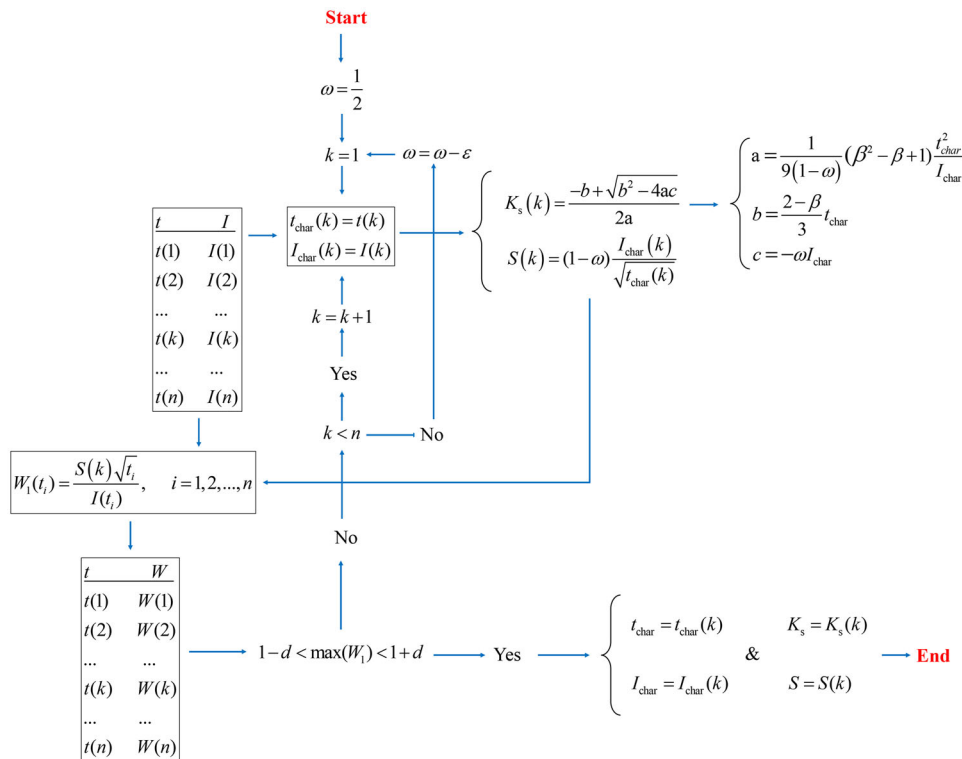 Start
ω = 1/2
k = 1
ω = ω − ε
t_char(k) = t(k)
I_char(k) = I(k)
t I
t(1) I(1)
t(2) I(2)
... ...
t(k) I(k)
... ...
t(n) I(n)
K_s(k) = (−b + √(b² − 4ac)) / 2a
S(k) = (1 − ω) I_char(k) / √(t_char(k))
a = 1 / 9(1 − ω) (β² − β + 1) t²_char / I_char
b = (2 − β) / 3 t_char
c = −ωI_char
k = k + 1
Yes
k < n
No
W₁(t_i) = S(k)√t_i / I(t_i), i = 1, 2, ..., n
No
t W
t(1) W(1)
t(2) W(2)
... ...
t(k) W(k)
... ...
t(n) W(n)
1 − d < max(W₁) < 1 + d
Yes
t_char = t_char(k) K_s = K_s(k)
&
I_char = I_char(k) S = S(k)
End